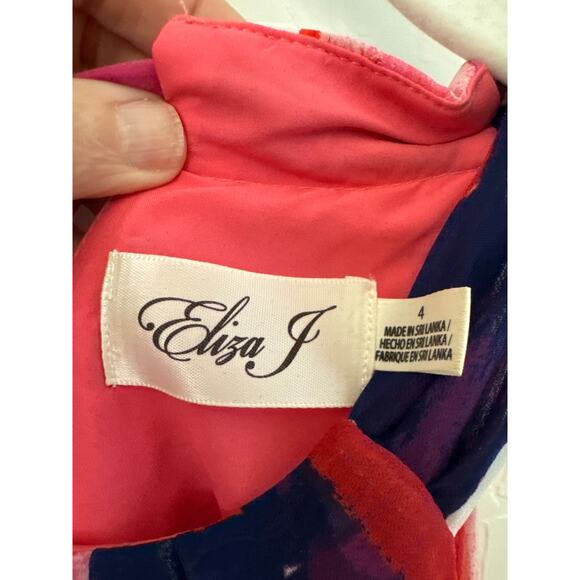 Eliza J
4
MADE IN SRI LANKA /
HECHO EN SRI LANKA /
FABRIQUE EN SRI LANKA